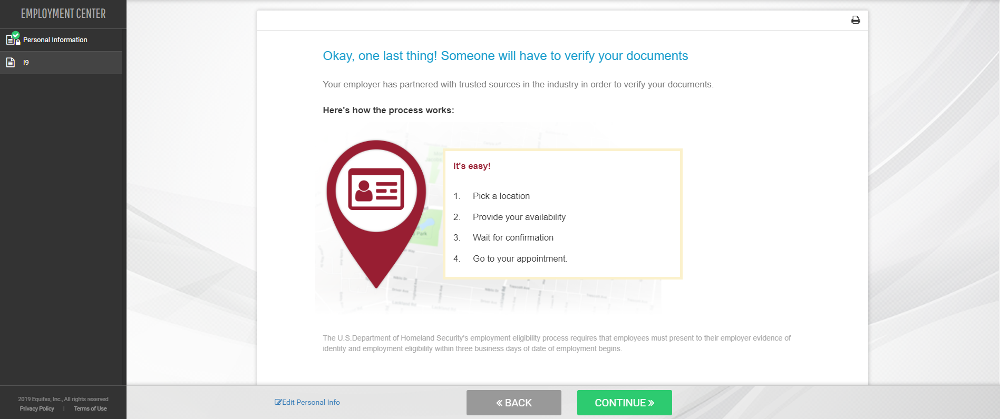 EMPLOYMENT CENTER
Personal Information
I9
Okay, one last thing! Someone will have to verify your documents
Your employer has partnered with trusted sources in the industry in order to verify your documents.
Here's how the process works:
It's easy!
1. Pick a location
2. Provide your availability
3. Wait for confirmation
4. Go to your appointment.
Park
Lackland Rd
The U.S.Department of Homeland Security's employment eligibility process requires that employees must present to their employer evidence of
identity and employment eligibility within three business days of date of employment begins.
2019 Equifax, Inc., All rights reserved
Privacy Policy | Terms of Use
Edit Personal Info
« BACK
CONTINUE »